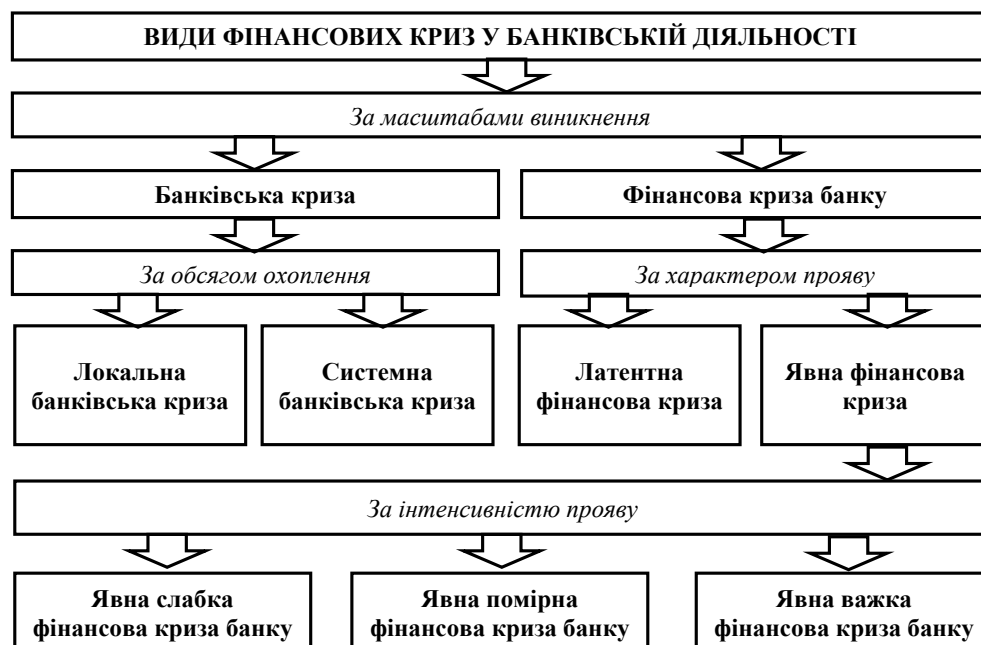 ВИДИ ФІНАНСОВИХ КРИЗ У БАНКІВСЬКІЙ ДІЯЛЬНОСТІ
За масштабами виникнення
Банківська криза
Фінансова криза банку
За обсягом охоплення
За характером прояву
Локальна
банківська криза
Системна
банківська криза
Латентна
фінансова криза
Явна фінансова
криза
За інтенсивністю прояву
Явна слабка
фінансова криза банку
Явна помірна
фінансова криза банку
Явна важка
фінансова криза банку